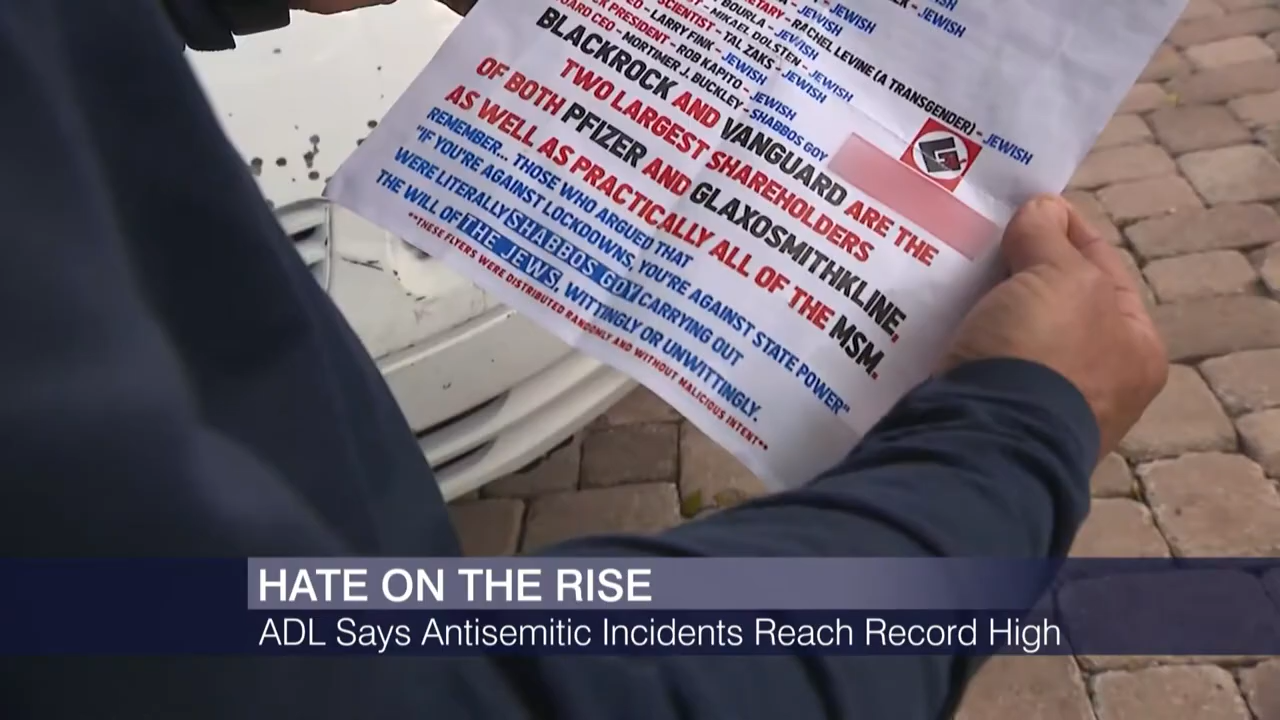 JEWISH
- JEWISH
RACHEL LEVINE (A TRANSGENDER) - JEWISH
BOURLA - JEWISH
MIKAEL DOLSTEN - JEWISH
SCIENTIST - TAL ZAKS - JEWISH
LARRY FINK - JEWISH
PRESIDENT - ROB KAPITO - JEWISH
CEO - MORTIMER J. BUCKLEY - SHABBOS GOY
BLACKROCK AND VANGUARD ARE THE
TWO LARGEST SHAREHOLDERS
OF BOTH PFIZER AND GLAXOSMITHKLINE,
AS WELL AS PRACTICALLY ALL OF THE MSM.
REMEMBER... THOSE WHO ARGUED THAT
"IF YOU'RE AGAINST LOCKDOWNS, YOU'RE AGAINST STATE POWER"
WERE LITERALLY SHABBOS GOY CARRYING OUT
THE WILL OF THE JEWS, WITTINGLY OR UNWITTINGLY.
**THESE FLYERS WERE DISTRIBUTED RANDOMLY AND WITHOUT MALICIOUS INTENT**
HATE ON THE RISE
ADL Says Antisemitic Incidents Reach Record High